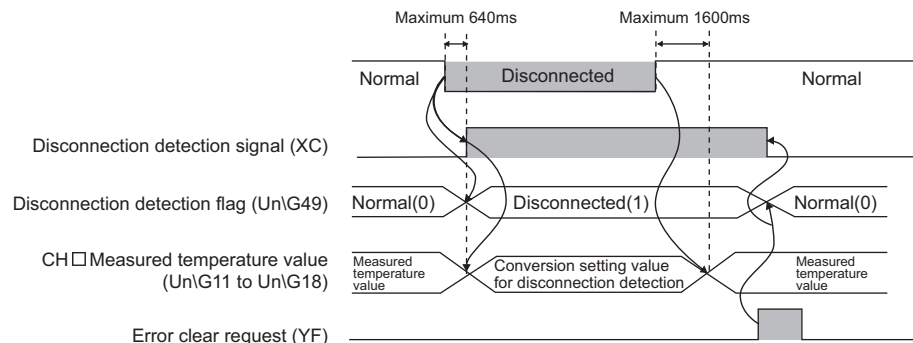 Maximum 640ms
Maximum 1600ms
Normal
Disconnected
Normal
Disconnection detection signal (XC)
Disconnection detection flag (Un\G49)
Normal(0)
Disconnected(1)
Normal(0)
CH□Measured temperature value
(Un\G11 to Un\G18)
Measured
temperature
value
Conversion setting value
for disconnection detection
Measured
temperature
value
Error clear request (YF)